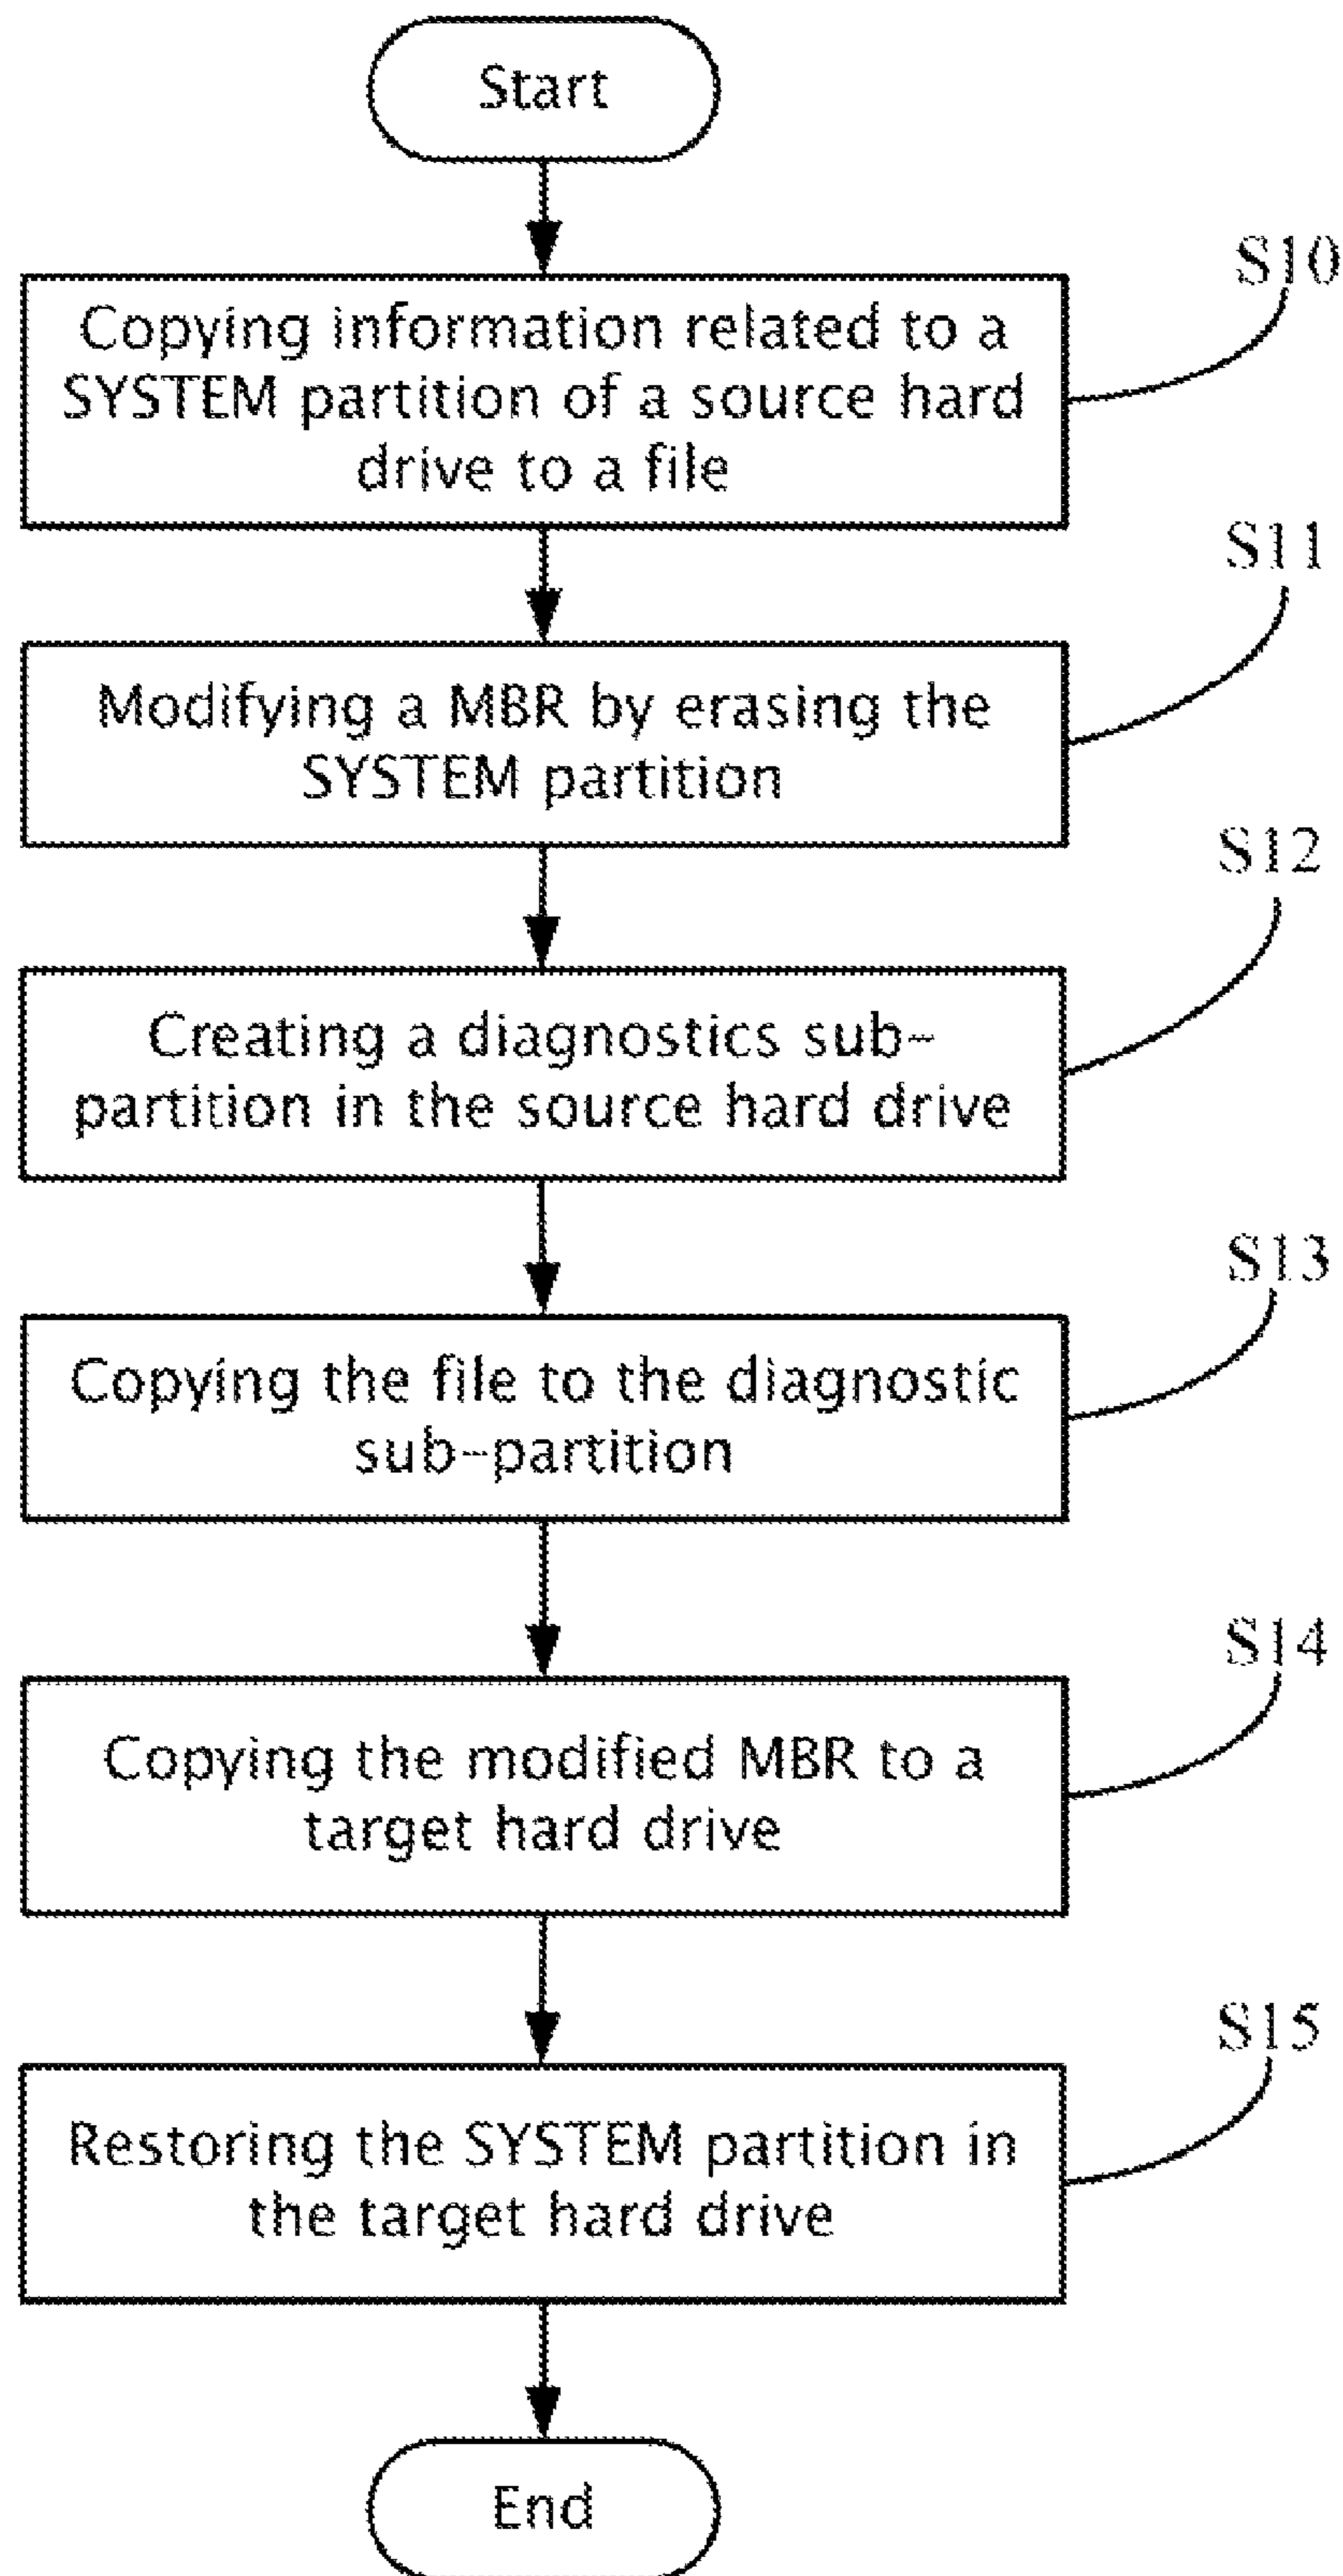 Start
S10
Copying information related to a
SYSTEM partition of a source hard
drive to a file
S11
Modifying a MBR by erasing the
SYSTEM partition
S12
Creating a diagnostics sub-
partition in the source hard drive
S13
Copying the file to the diagnostic
sub-partition
S14
Copying the modified MBR to a
target hard drive
S15
Restoring the SYSTEM partition in
the target hard drive
End